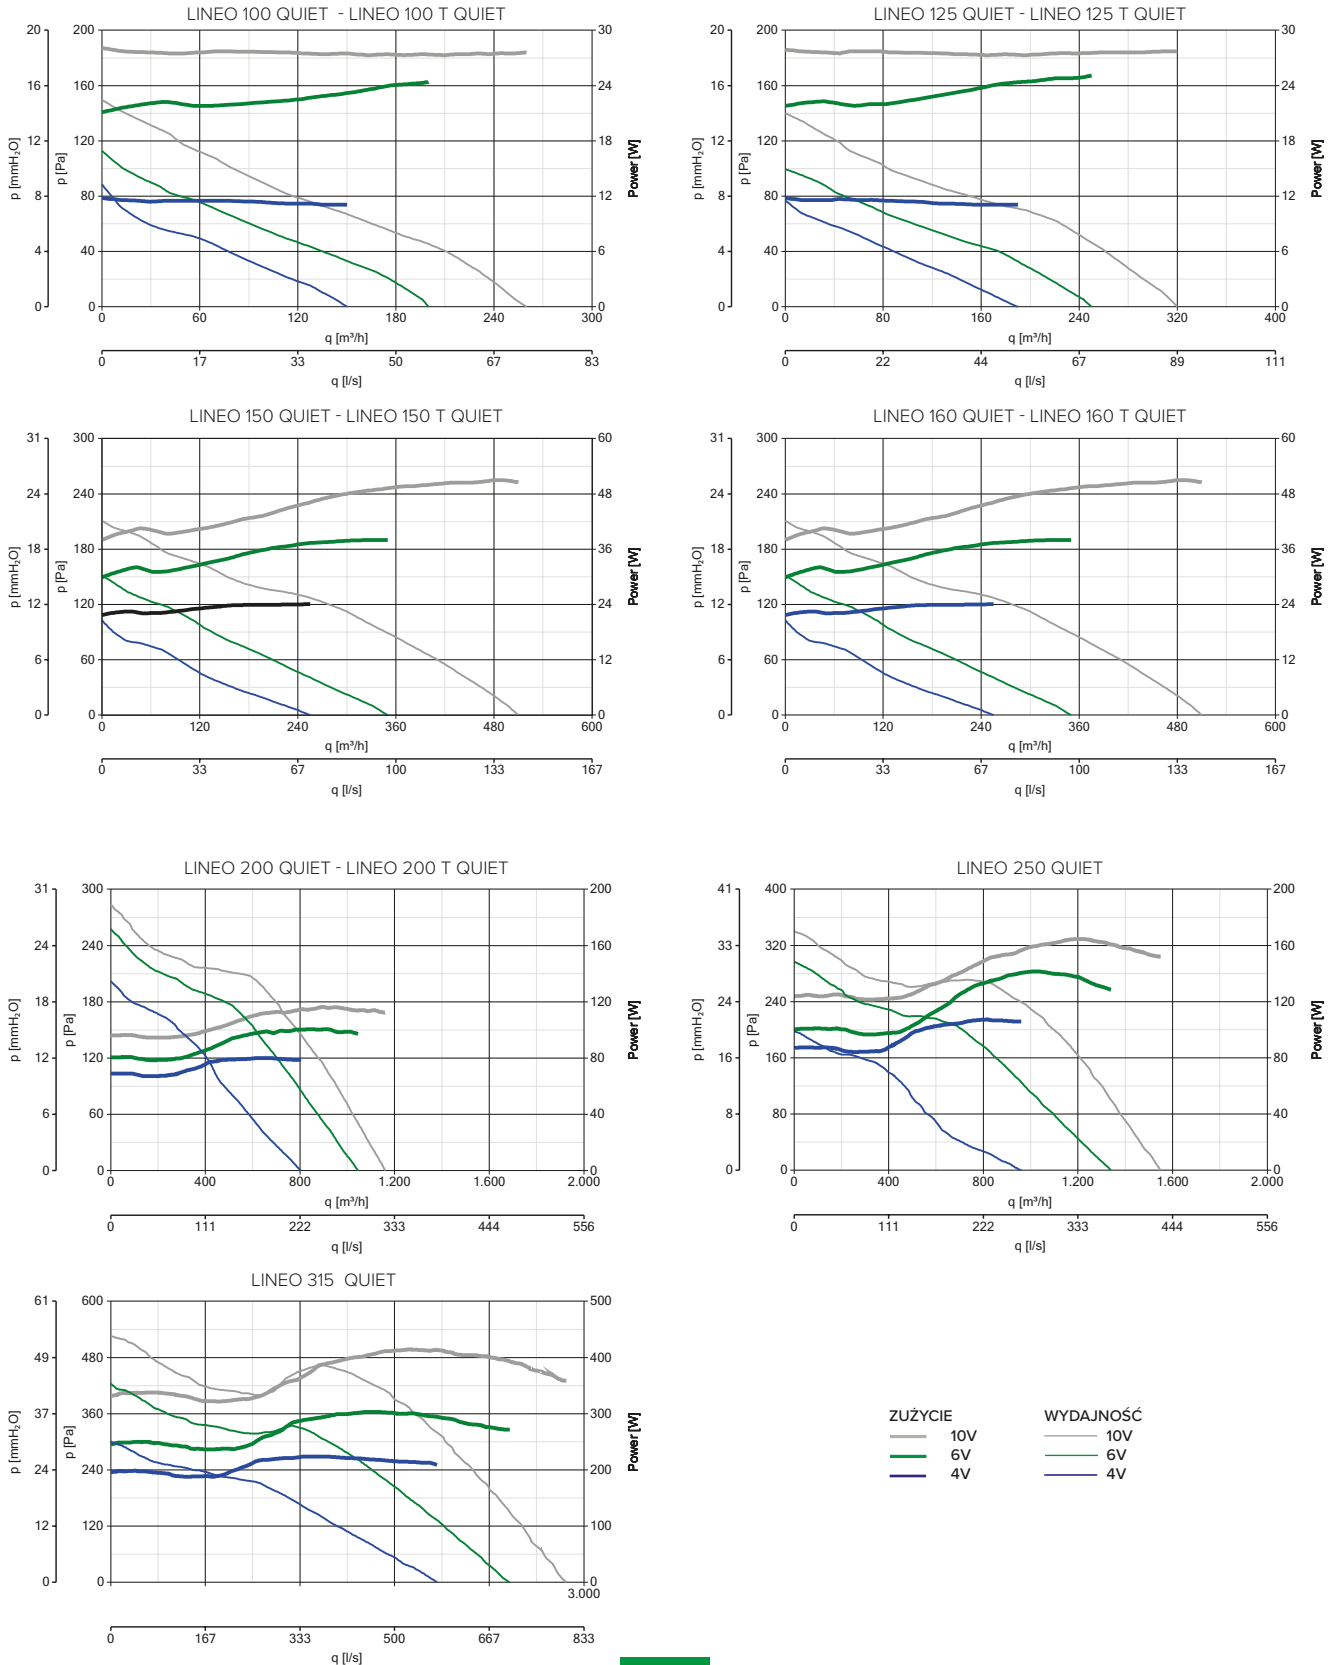 LINEO 100 QUIET - LINEO 100 T QUIET
20 200 30
16 160 24
12 120 18
8 80 12
4 40 6
0 0 0
p [mmH₂O]
p [Pa]
Power [W]
0 60 120 180 240 300
q [m³/h]
0 17 33 50 67 83
q [l/s]
LINEO 125 QUIET - LINEO 125 T QUIET
20 200 30
16 160 24
12 120 18
8 80 12
4 40 6
0 0 0
p [mmH₂O]
p [Pa]
Power [W]
0 80 160 240 320 400
q [m³/h]
0 22 44 67 89 111
q [l/s]
LINEO 150 QUIET - LINEO 150 T QUIET
31 300 60
24 240 48
18 180 36
12 120 24
6 60 12
0 0 0
p [mmH₂O]
p [Pa]
Power [W]
0 120 240 360 480 600
q [m³/h]
0 33 67 100 133 167
q [l/s]
LINEO 160 QUIET - LINEO 160 T QUIET
31 300 60
24 240 48
18 180 36
12 120 24
6 60 12
0 0 0
p [mmH₂O]
p [Pa]
Power [W]
0 120 240 360 480 600
q [m³/h]
0 33 67 100 133 167
q [l/s]
LINEO 200 QUIET - LINEO 200 T QUIET
31 300 200
24 240 160
18 180 120
12 120 80
6 60 40
0 0 0
p [mmH₂O]
p [Pa]
Power [W]
0 400 800 1.200 1.600 2.000
q [m³/h]
0 111 222 333 444 556
q [l/s]
LINEO 250 QUIET
41 400 200
33 320 160
24 240 120
16 160 80
8 80 40
0 0 0
p [mmH₂O]
p [Pa]
Power [W]
0 400 800 1.200 1.600 2.000
q [m³/h]
0 111 222 333 444 556
q [l/s]
LINEO 315 QUIET
61 600 500
49 480 400
37 360 300
24 240 200
12 120 100
0 0 0
p [mmH₂O]
p [Pa]
Power [W]
3.000
0 167 333 500 667 833
q [l/s]
ZUŻYCIE WYDAJNOŚĆ
10V 10V
6V 6V
4V 4V